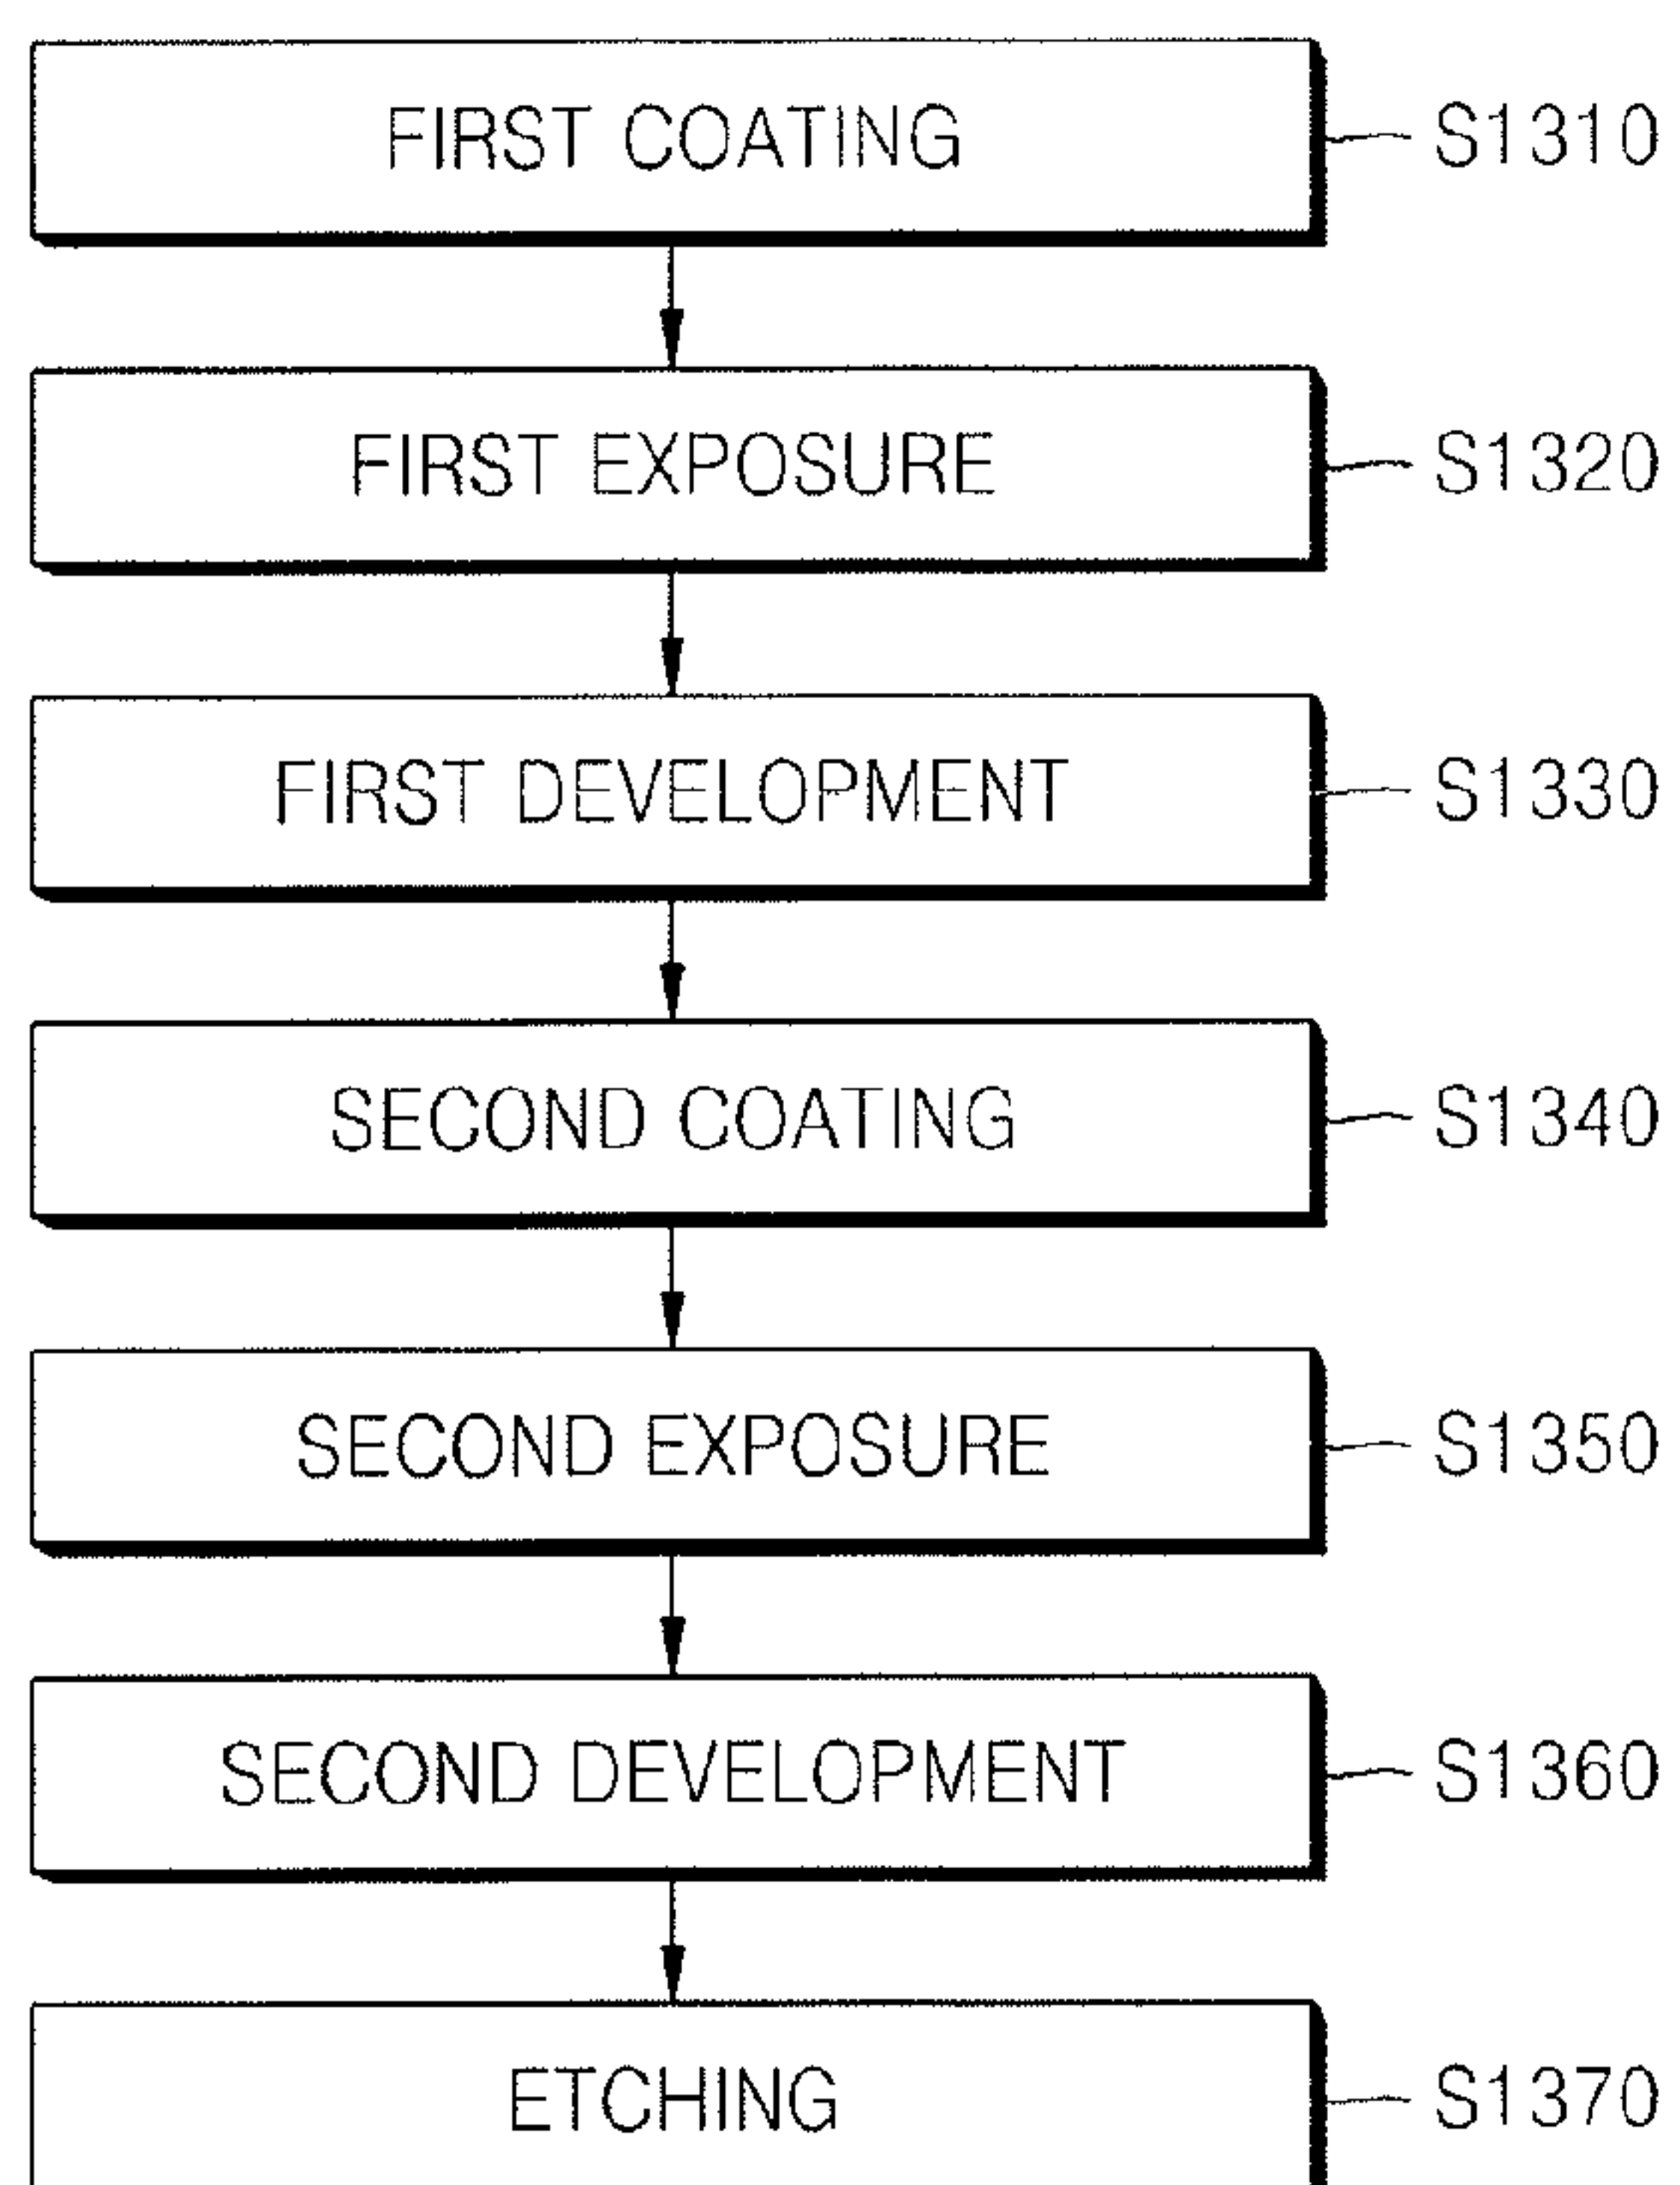 FIRST COATING S1310
FIRST EXPOSURE S1320
FIRST DEVELOPMENT S1330
SECOND COATING S1340
SECOND EXPOSURE S1350
SECOND DEVELOPMENT S1360
ETCHING S1370